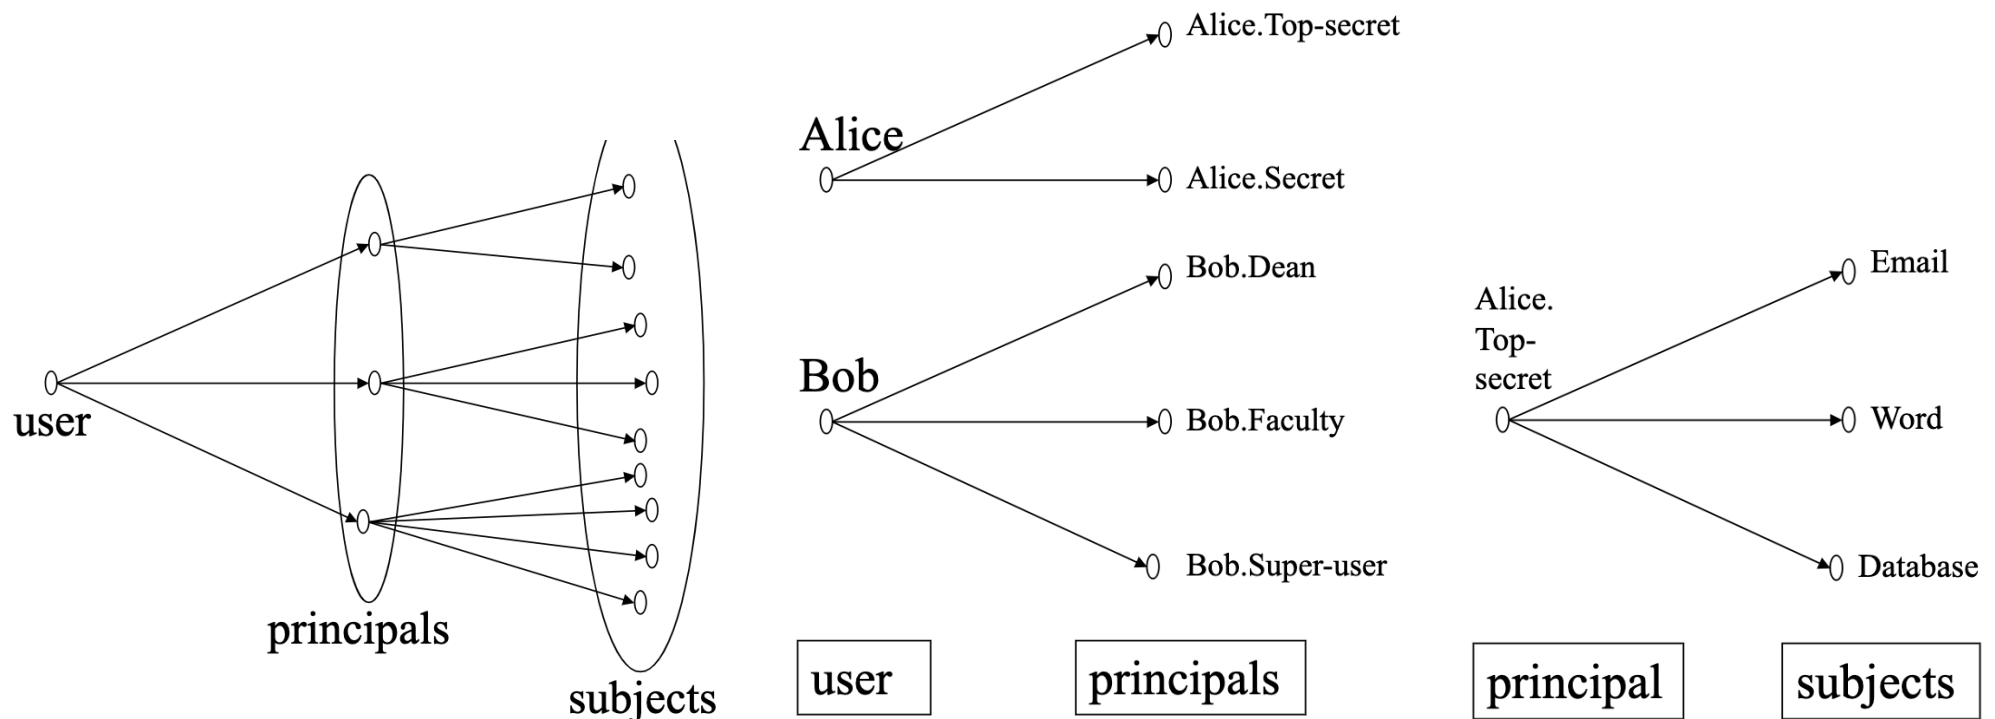 user
principals
subjects
Alice
Alice.Top-secret
Alice.Secret
Bob
Bob.Dean
Bob.Faculty
Bob.Super-user
user
principals
Alice.
Top-
secret
Email
Word
Database
principal
subjects